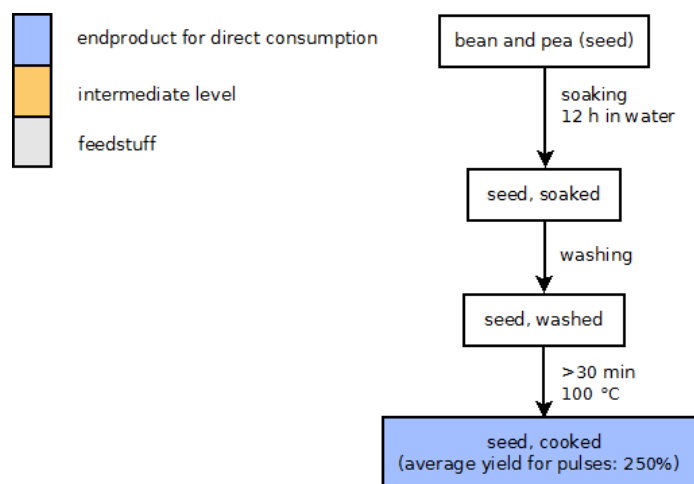 endproduct for direct consumption
intermediate level
feedstuff
bean and pea (seed)
soaking
12 h in water
seed, soaked
washing
seed, washed
>30 min
100 °C
seed, cooked
(average yield for pulses: 250%)